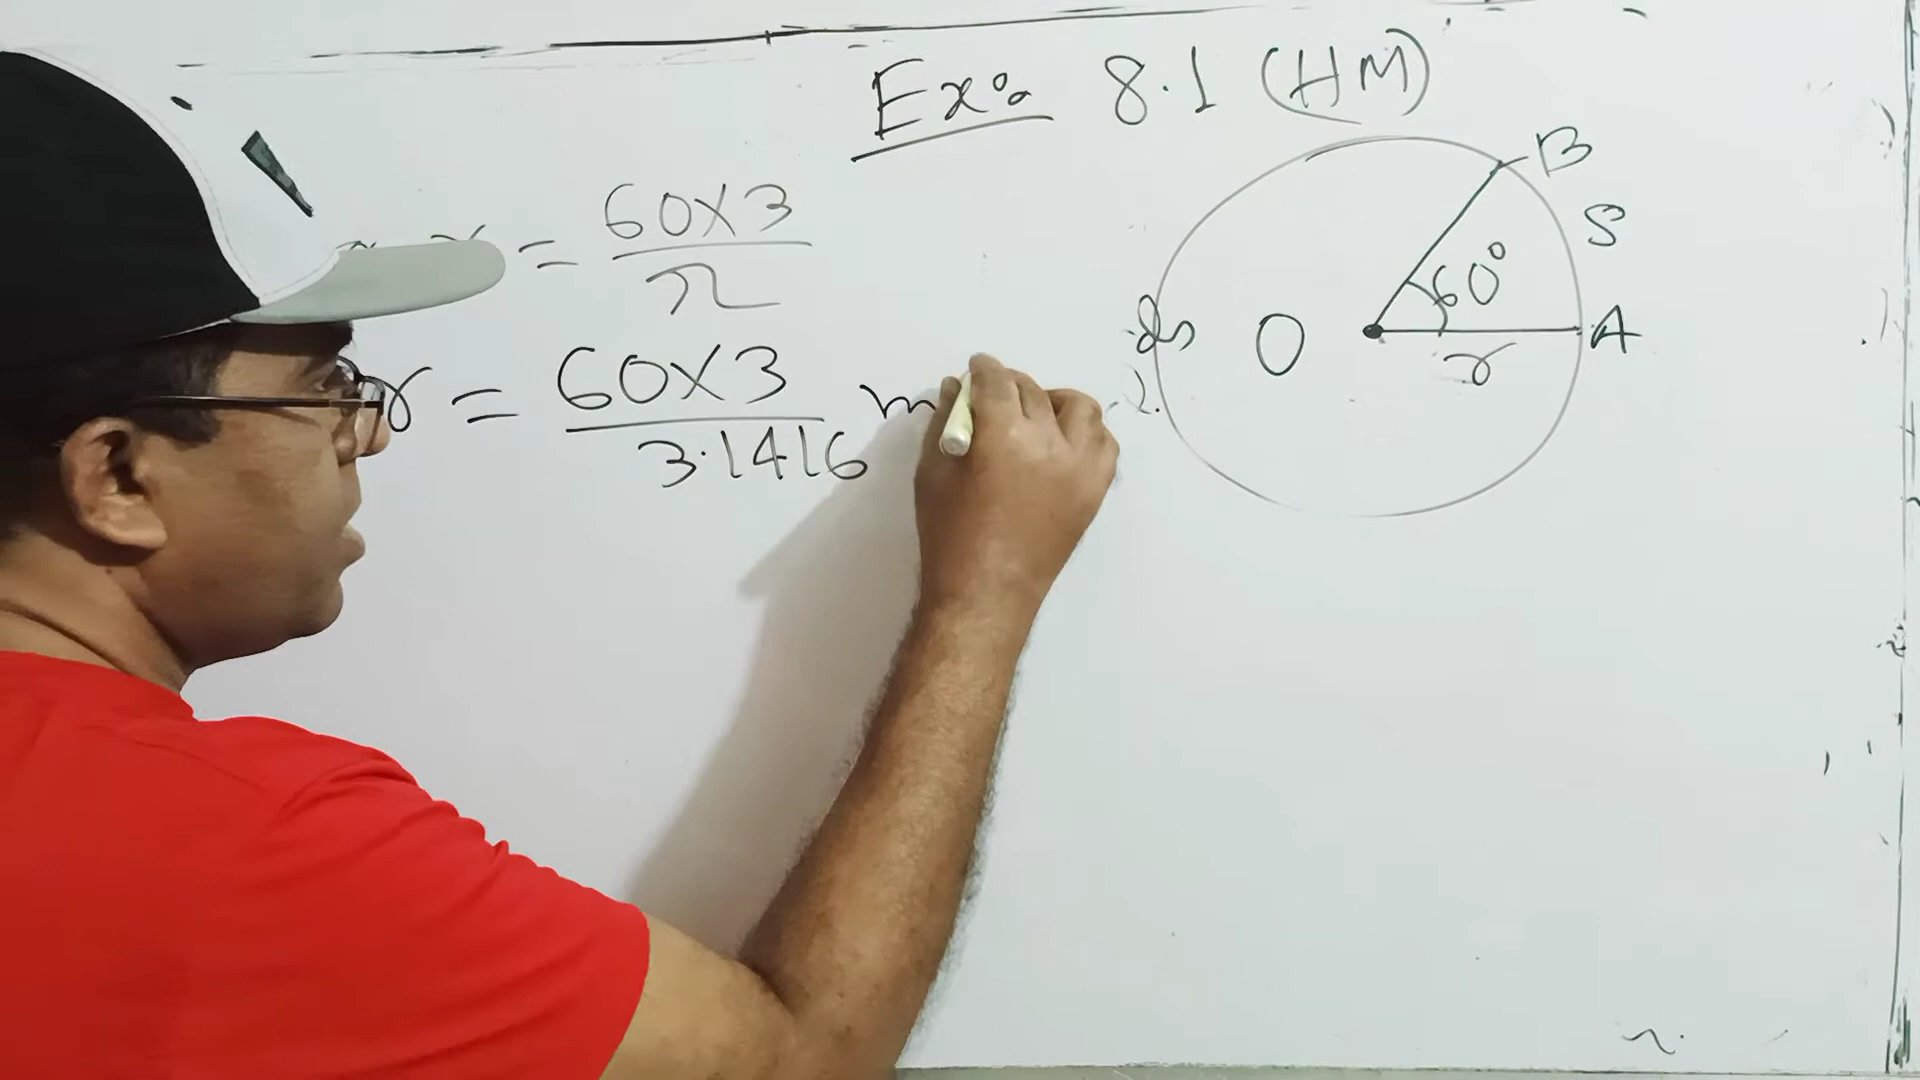 Ex: 8.1 (HM)
r = 60×3 / π
r = 60×3 / 3.1416 m
B
S
60°
O
r
A